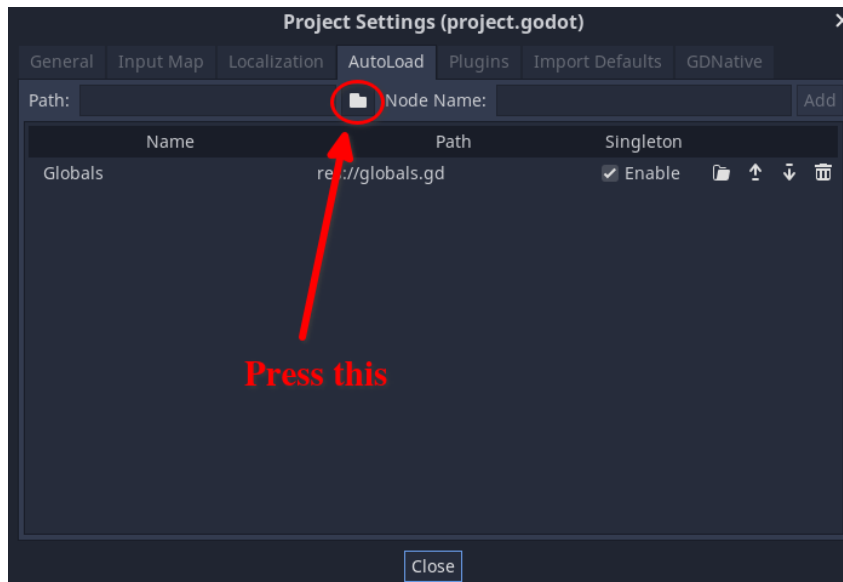 Project Settings (project.godot)
General Input Map Localization AutoLoad Plugins Import Defaults GDNative
Path: Node Name: Add
Name Path Singleton
Globals res://globals.gd Enable
Press this
Close